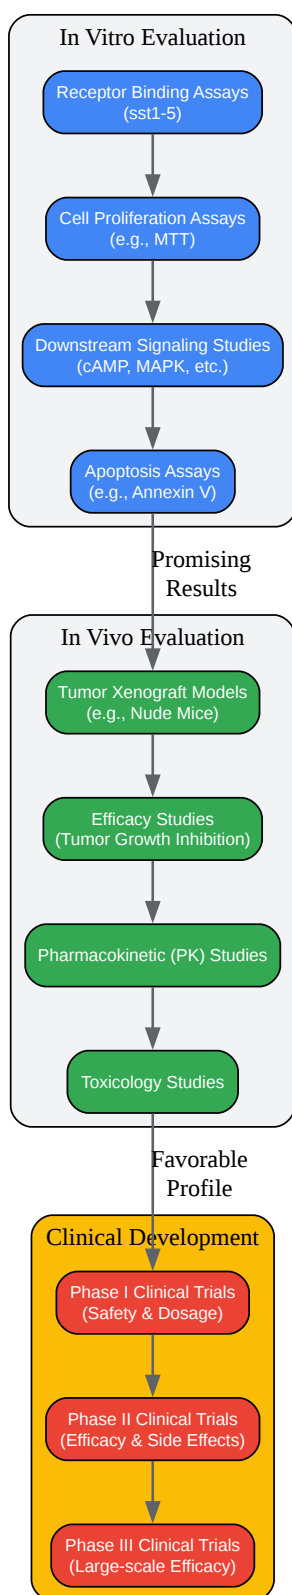 In Vitro Evaluation
Receptor Binding Assays
(sst1-5)
Cell Proliferation Assays
(e.g., MTT)
Downstream Signaling Studies
(cAMP, MAPK, etc.)
Apoptosis Assays
(e.g., Annexin V)
Promising
Results
In Vivo Evaluation
Tumor Xenograft Models
(e.g., Nude Mice)
Efficacy Studies
(Tumor Growth Inhibition)
Pharmacokinetic (PK) Studies
Toxicology Studies
Favorable
Profile
Clinical Development
Phase I Clinical Trials
(Safety & Dosage)
Phase II Clinical Trials
(Efficacy & Side Effects)
Phase III Clinical Trials
(Large-scale Efficacy)